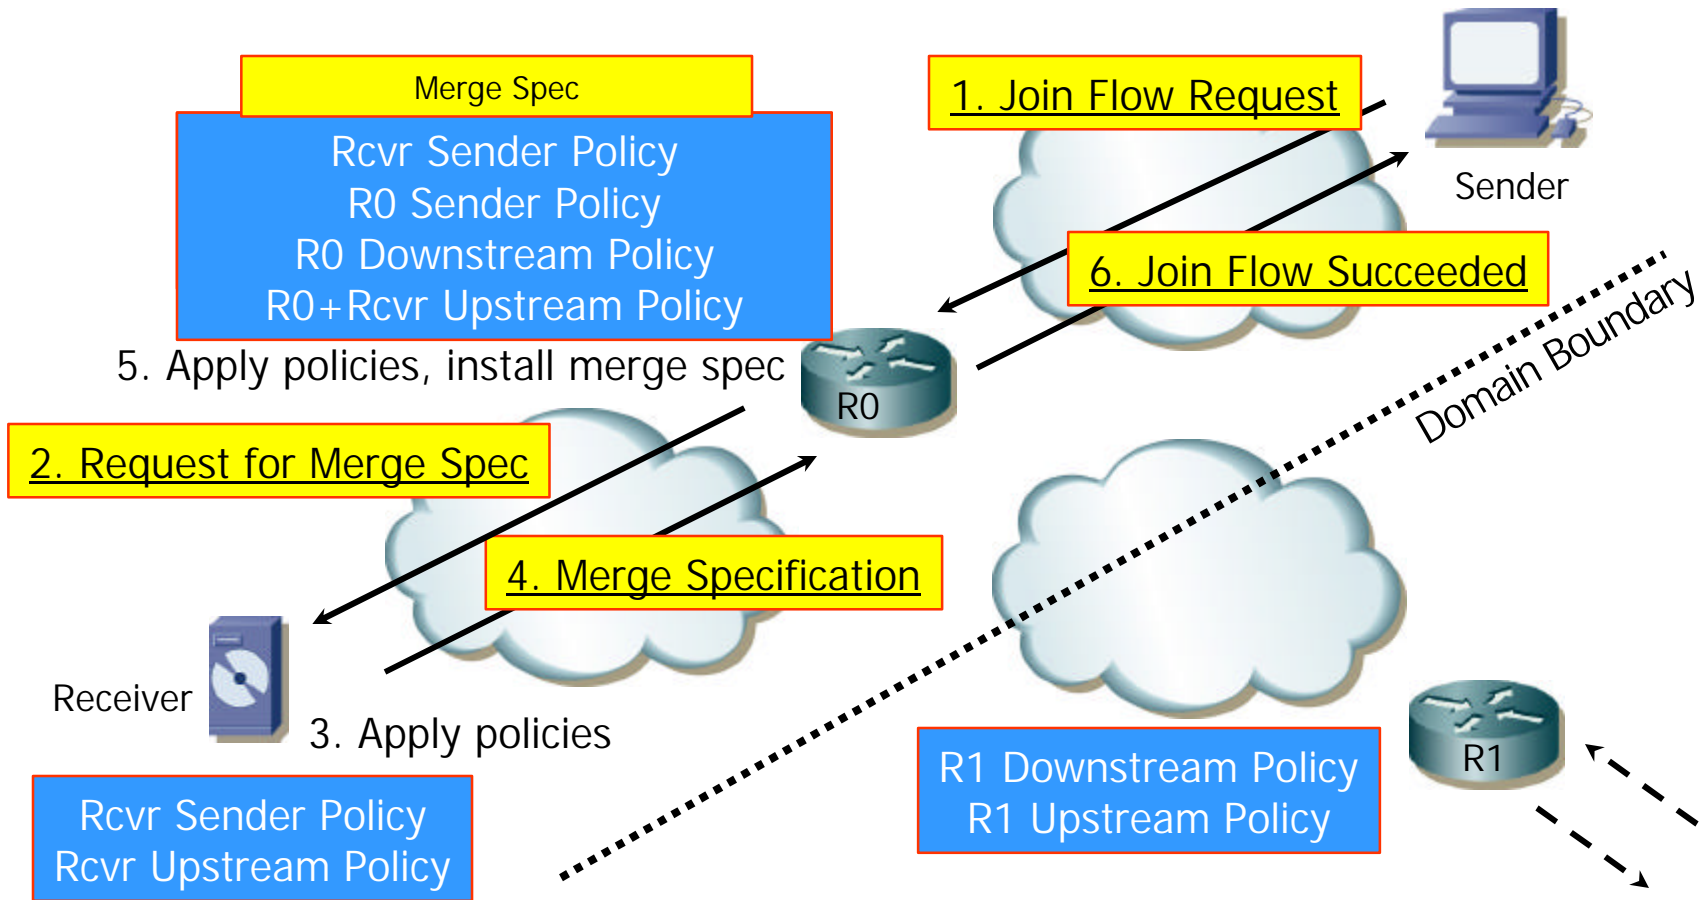 Merge Spec
Rcvr Sender Policy
R0 Sender Policy
R0 Downstream Policy
R0+Rcvr Upstream Policy
1. Join Flow Request
Sender
6. Join Flow Succeeded
Domain Boundary
5. Apply policies, install merge spec
R0
2. Request for Merge Spec
4. Merge Specification
Receiver
3. Apply policies
Rcvr Sender Policy
Rcvr Upstream Policy
R1 Downstream Policy
R1 Upstream Policy
R1